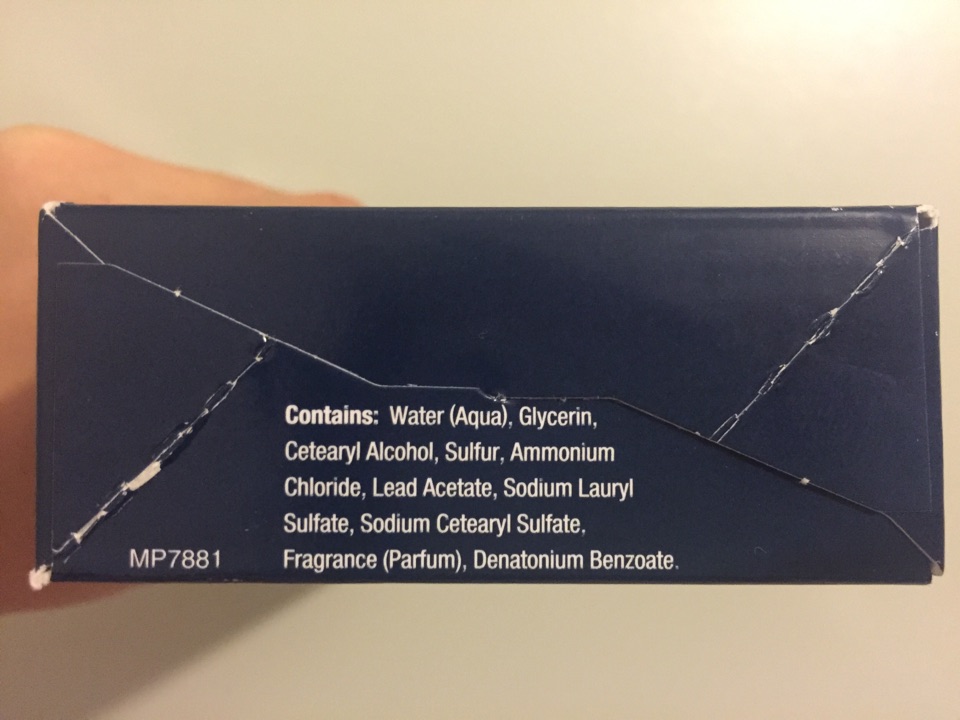 Contains: Water (Aqua), Glycerin,
Cetearyl Alcohol, Sulfur, Ammonium
Chloride, Lead Acetate, Sodium Lauryl
Sulfate, Sodium Cetearyl Sulfate,
Fragrance (Parfum), Denatonium Benzoate.
MP7881